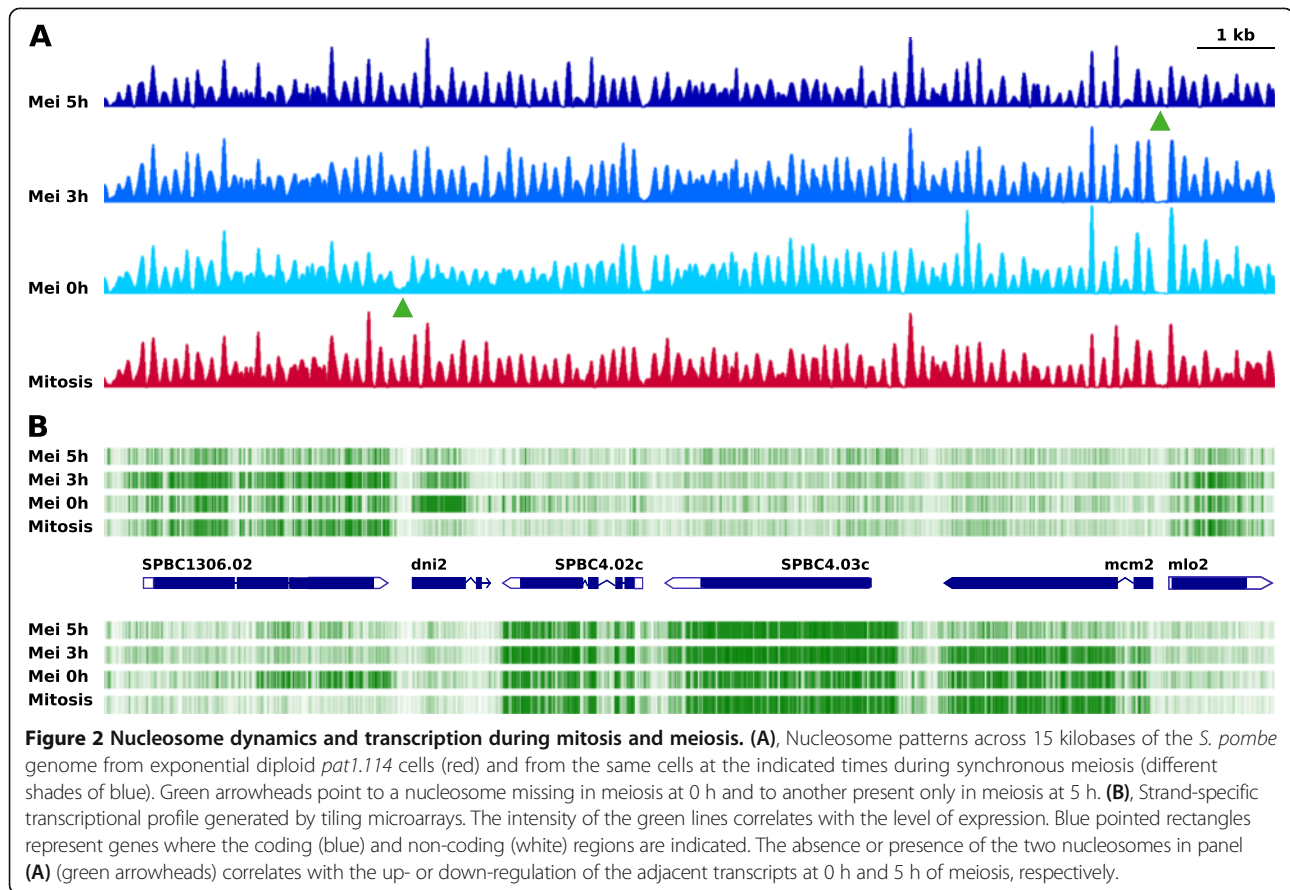 A
1 kb
Mei 5h
Mei 3h
Mei 0h
Mitosis
B
Mei 5h
Mei 3h
Mei 0h
Mitosis
SPBC1306.02 dni2 SPBC4.02c SPBC4.03c mcm2 mlo2
Mei 5h
Mei 3h
Mei 0h
Mitosis
Figure 2 Nucleosome dynamics and transcription during mitosis and meiosis. (A), Nucleosome patterns across 15 kilobases of the S. pombe
genome from exponential diploid pat1.114 cells (red) and from the same cells at the indicated times during synchronous meiosis (different
shades of blue). Green arrowheads point to a nucleosome missing in meiosis at 0 h and to another present only in meiosis at 5 h. (B), Strand-specific
transcriptional profile generated by tiling microarrays. The intensity of the green lines correlates with the level of expression. Blue pointed rectangles
represent genes where the coding (blue) and non-coding (white) regions are indicated. The absence or presence of the two nucleosomes in panel
(A) (green arrowheads) correlates with the up- or down-regulation of the adjacent transcripts at 0 h and 5 h of meiosis, respectively.